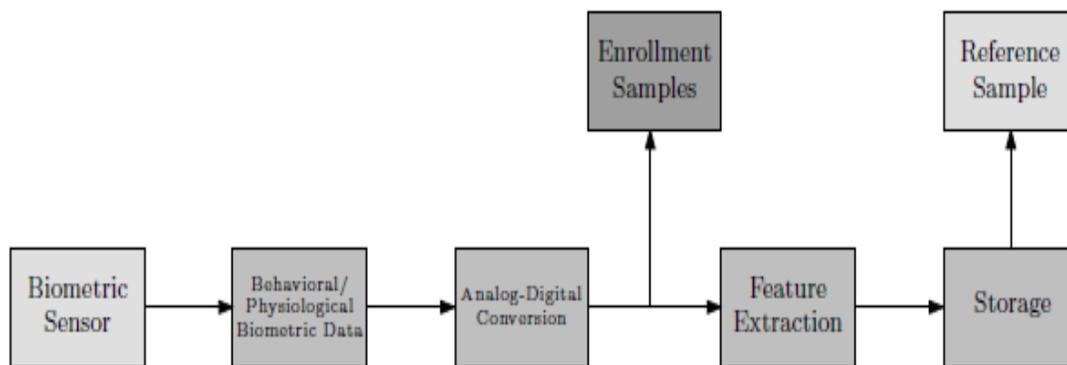 Enrollment
Samples
Reference
Sample
Biometric
Sensor
Behavioral/
Physiological
Biometric Data
Analog-Digital
Conversion
Feature
Extraction
Storage